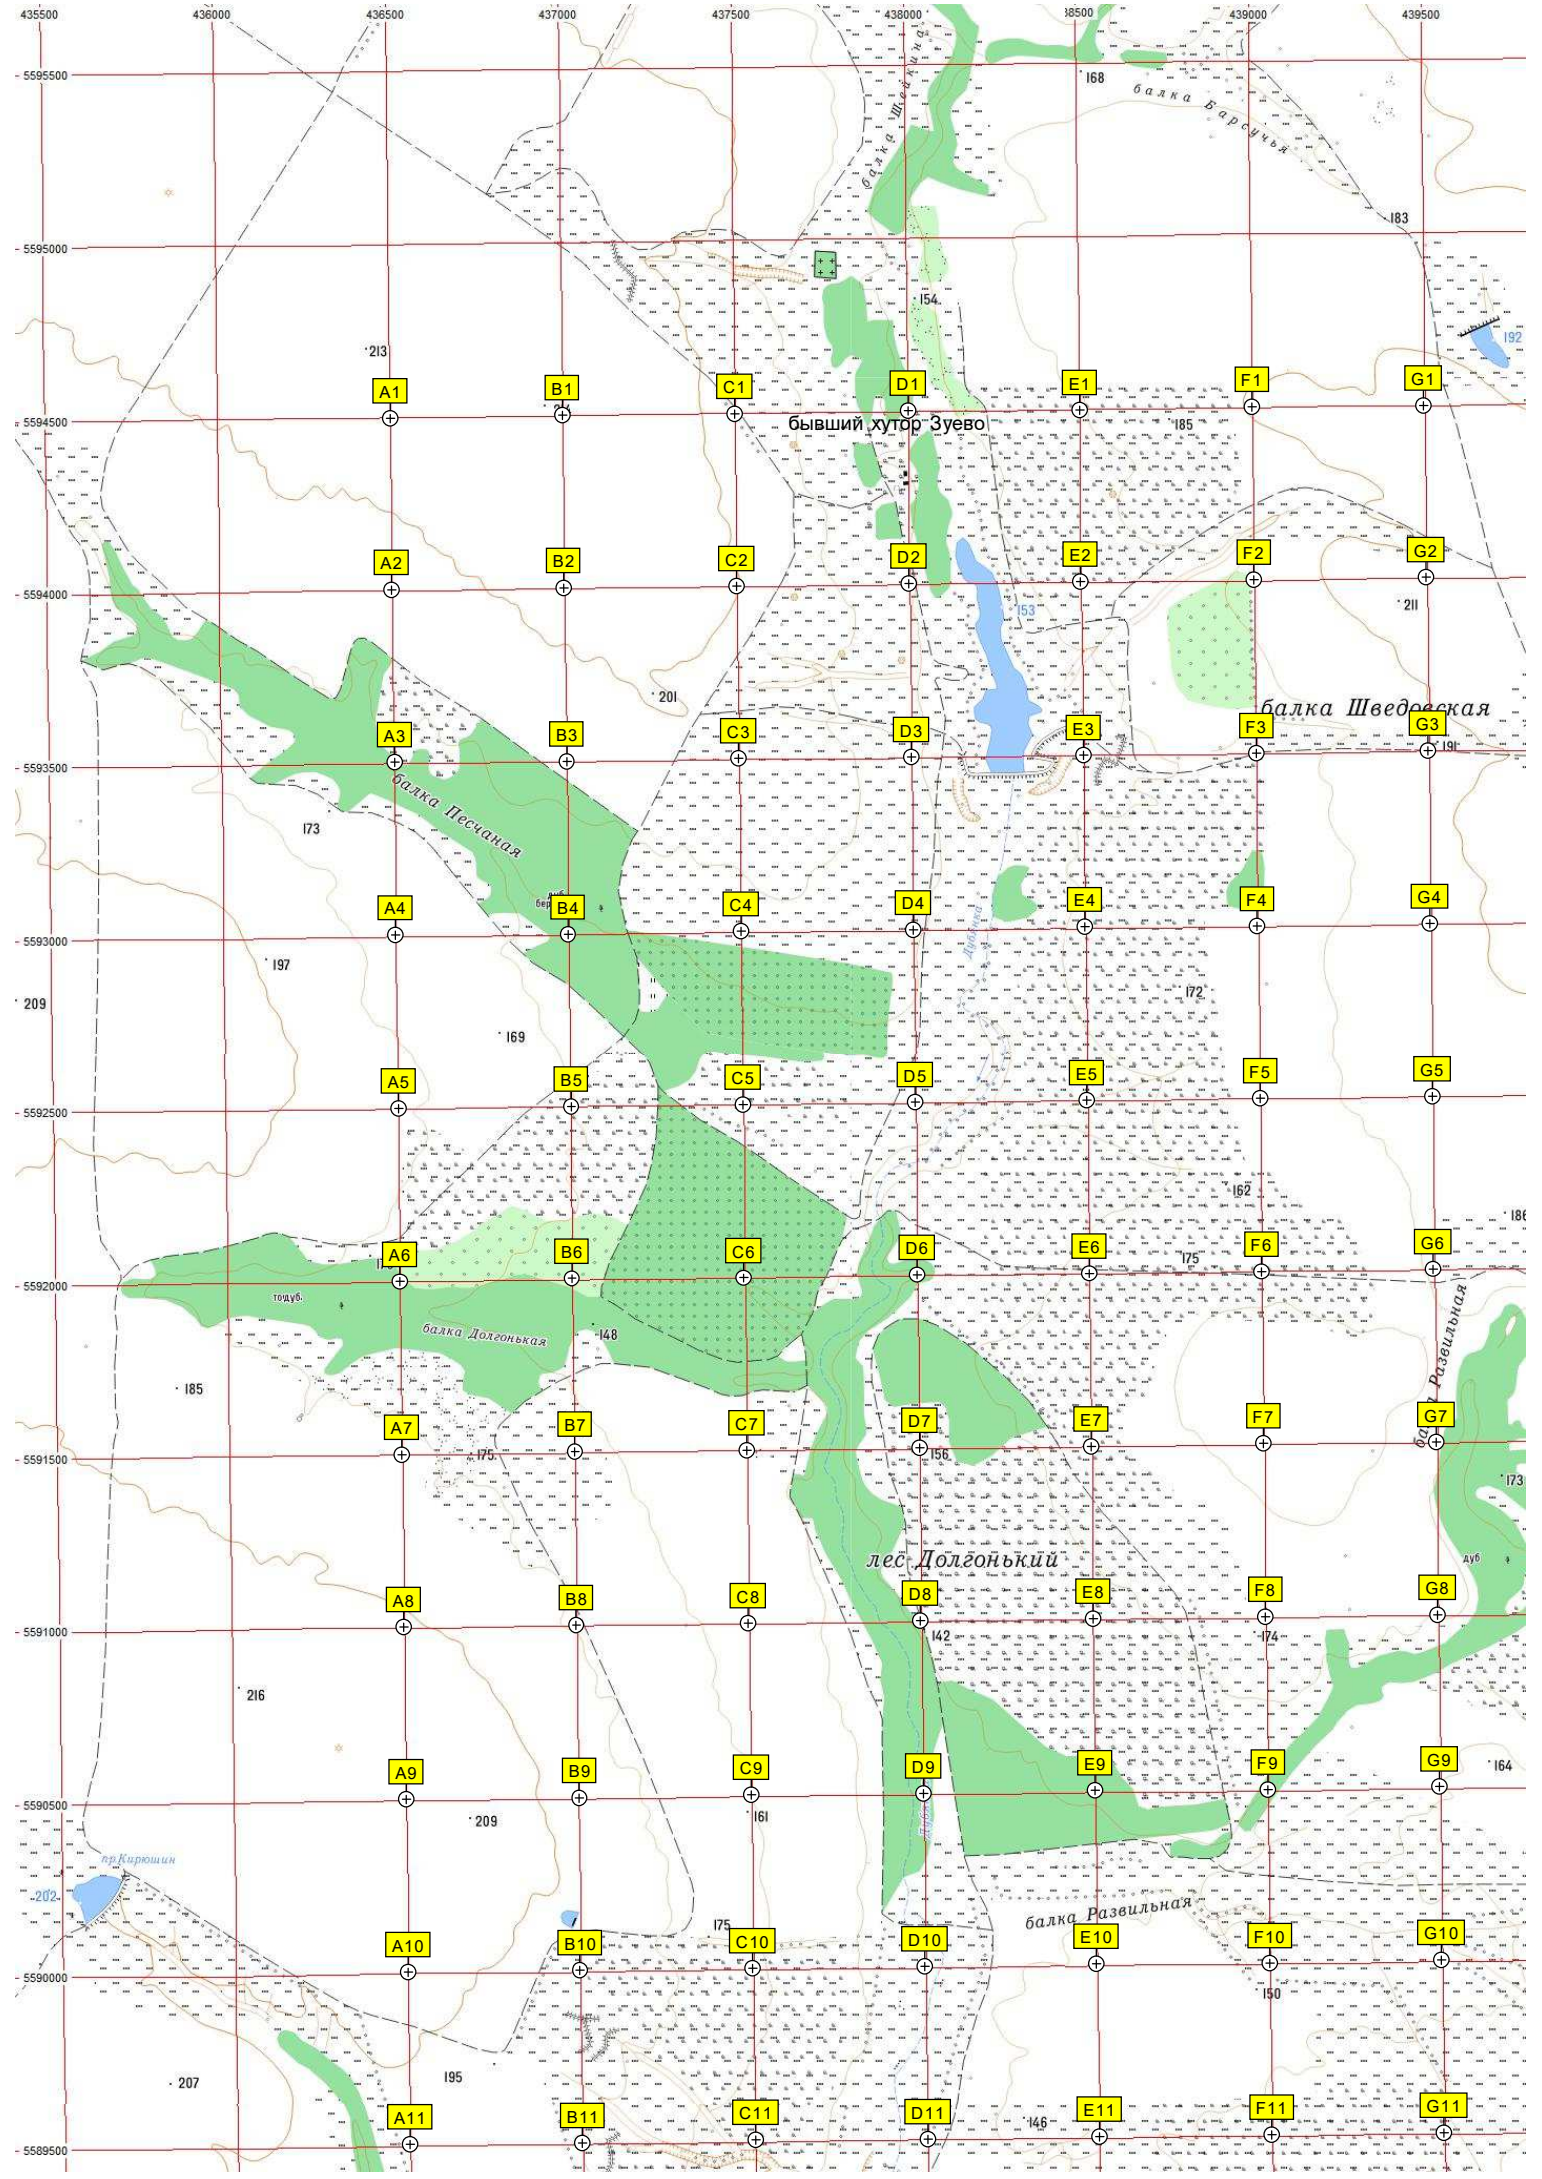 435500 436000 436500 437000 437500 438000 438500 439000 439500
5595500
168
балка Шейкина
балка Барсучья
183
5595000
154
192
213
A1 B1 C1 D1 E1 F1 G1
5594500
бывший хутор Зуево
185
A2 B2 C2 D2 E2 F2 G2
5594000
153
211
201
балка Шведовская
A3 B3 C3 D3 E3 F3 G3
191
5593500
балка Песчаная
173
A4 B4 C4 D4 E4 F4 G4
5593000
Дубянка
197
172
209
169
A5 B5 C5 D5 E5 F5 G5
5592500
162
186
A6 B6 C6 D6 E6 F6 G6
175
5592000
балка Долгонькая
148
балка Развильная
185
A7 B7 C7 D7 E7 F7 G7
175
156
5591500
173
лес Долгонький
дуб
A8 B8 C8 D8 E8 F8 G8
5591000
142
174
216
A9 B9 C9 D9 E9 F9 G9
164
5590500
209
161
пр.Кирюшин
202
175
балка Развильная
A10 B10 C10 D10 E10 F10 G10
5590000
150
195
207
A11 B11 C11 D11 E11 F11 G11
146
5589500